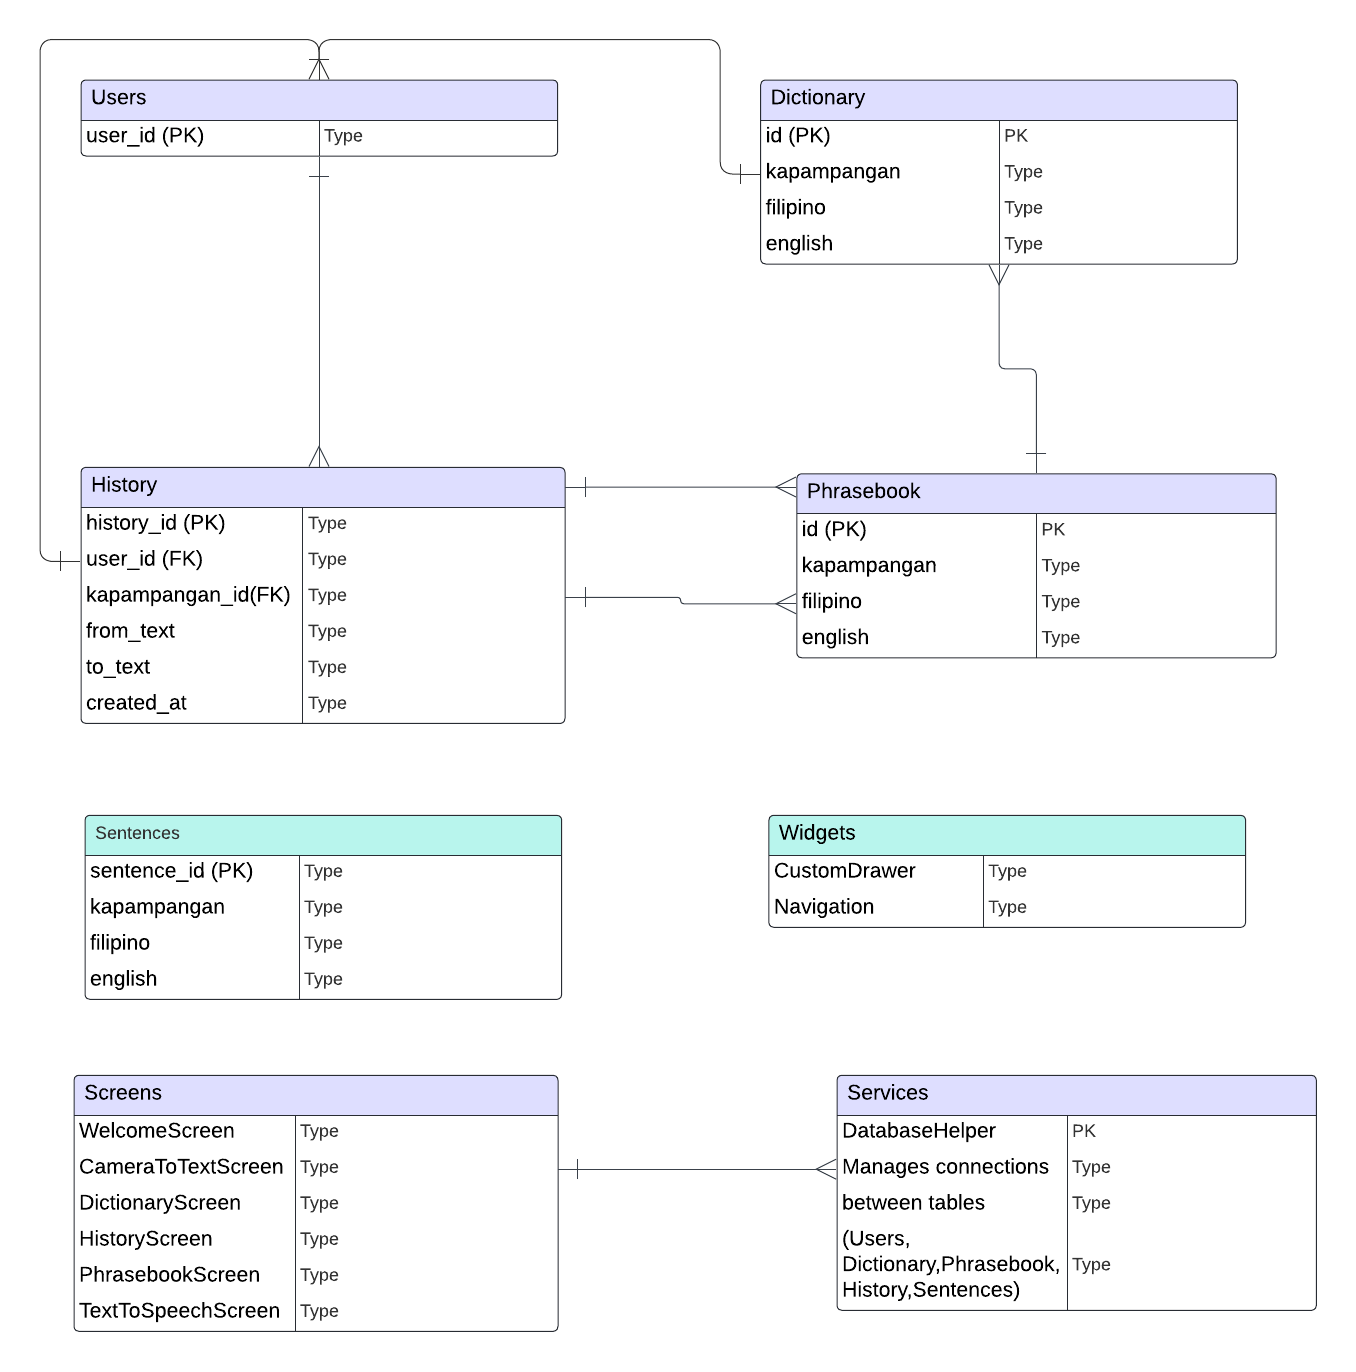 Users
user_id (PK) Type
Dictionary
id (PK) PK
kapampangan Type
filipino Type
english Type
History
history_id (PK) Type
user_id (FK) Type
kapampangan_id(FK) Type
from_text Type
to_text Type
created_at Type
Phrasebook
id (PK) PK
kapampangan Type
filipino Type
english Type
Sentences
sentence_id (PK) Type
kapampangan Type
filipino Type
english Type
Widgets
CustomDrawer Type
Navigation Type
Screens
WelcomeScreen Type
CameraToTextScreen Type
DictionaryScreen Type
HistoryScreen Type
PhrasebookScreen Type
TextToSpeechScreen Type
Services
DatabaseHelper PK
Manages connections Type
between tables Type
(Users,
Dictionary,Phrasebook, Type
History,Sentences)